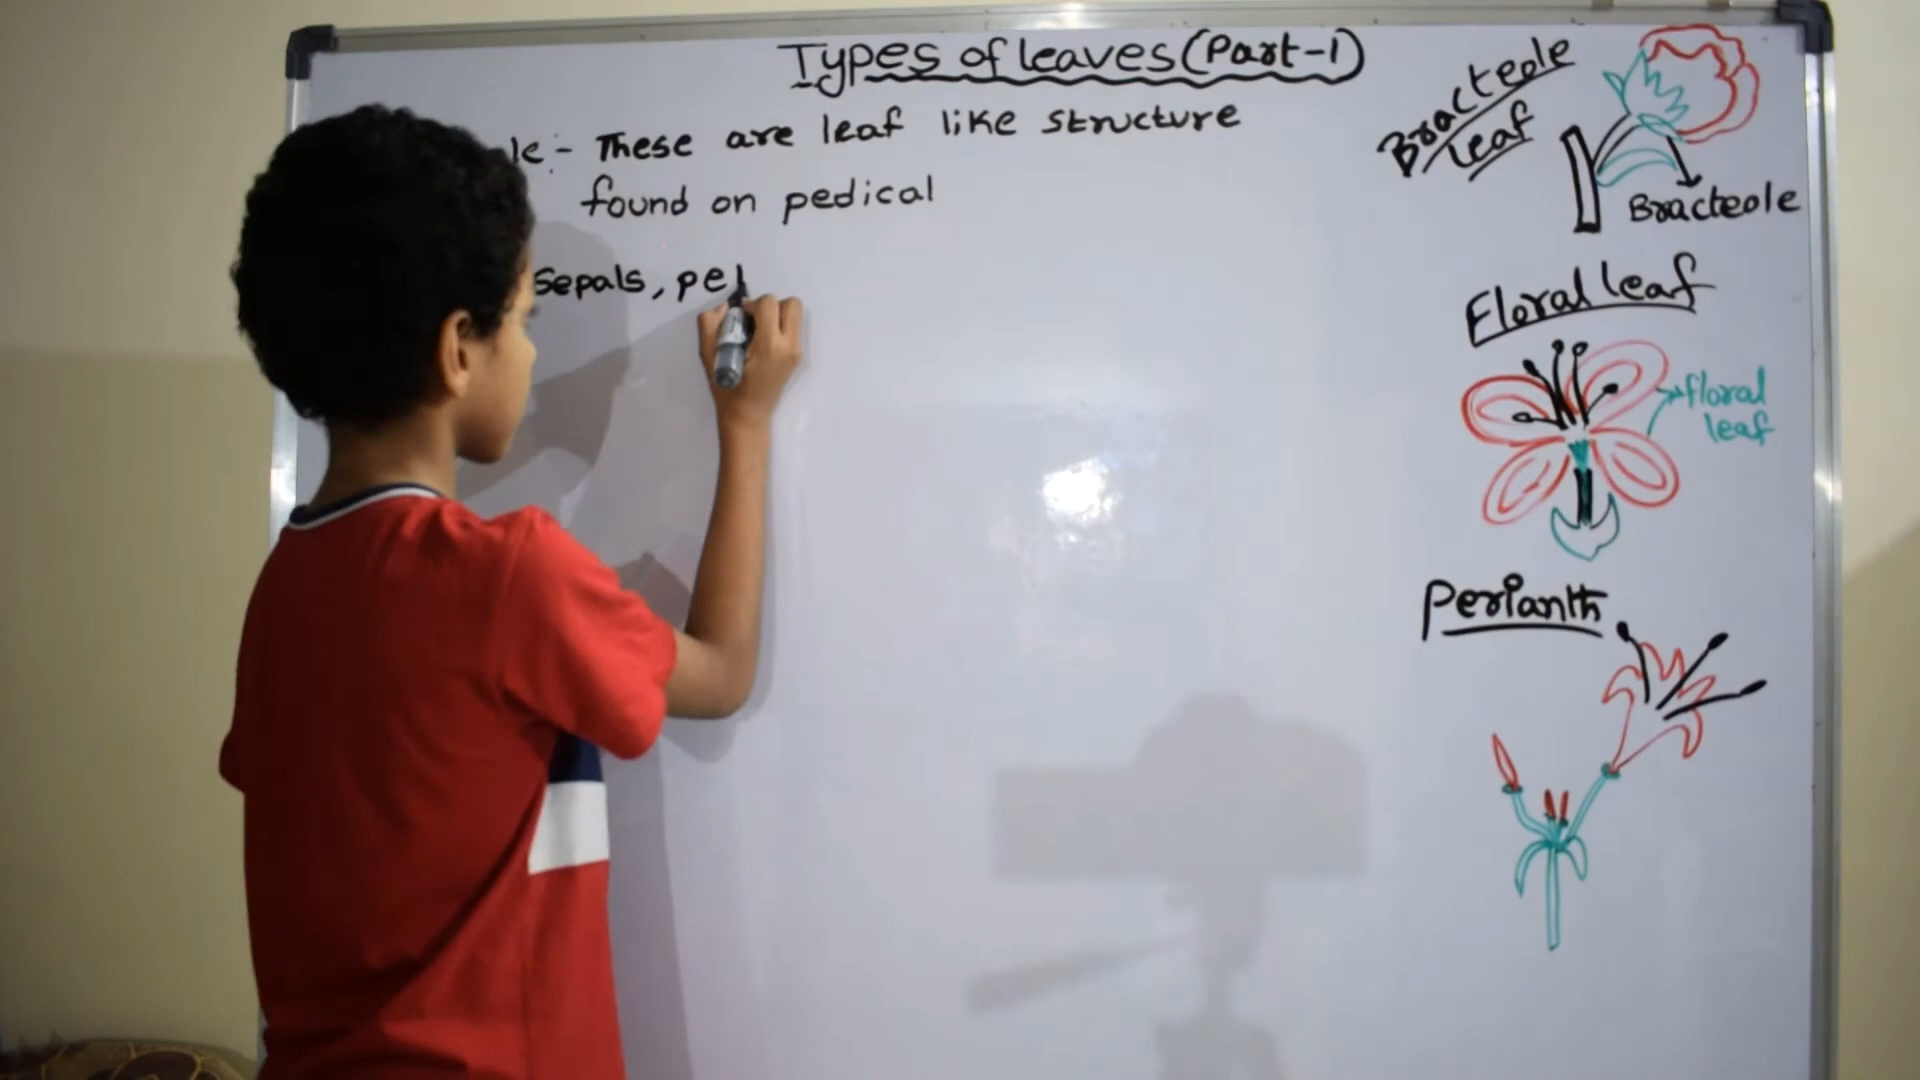 Types of leaves (Part-1)
le:- These are leaf like structure
found on pedical
Sepals, pe
Bracteole
leaf
Bracteole
Floral leaf
floral
leaf
Perianth